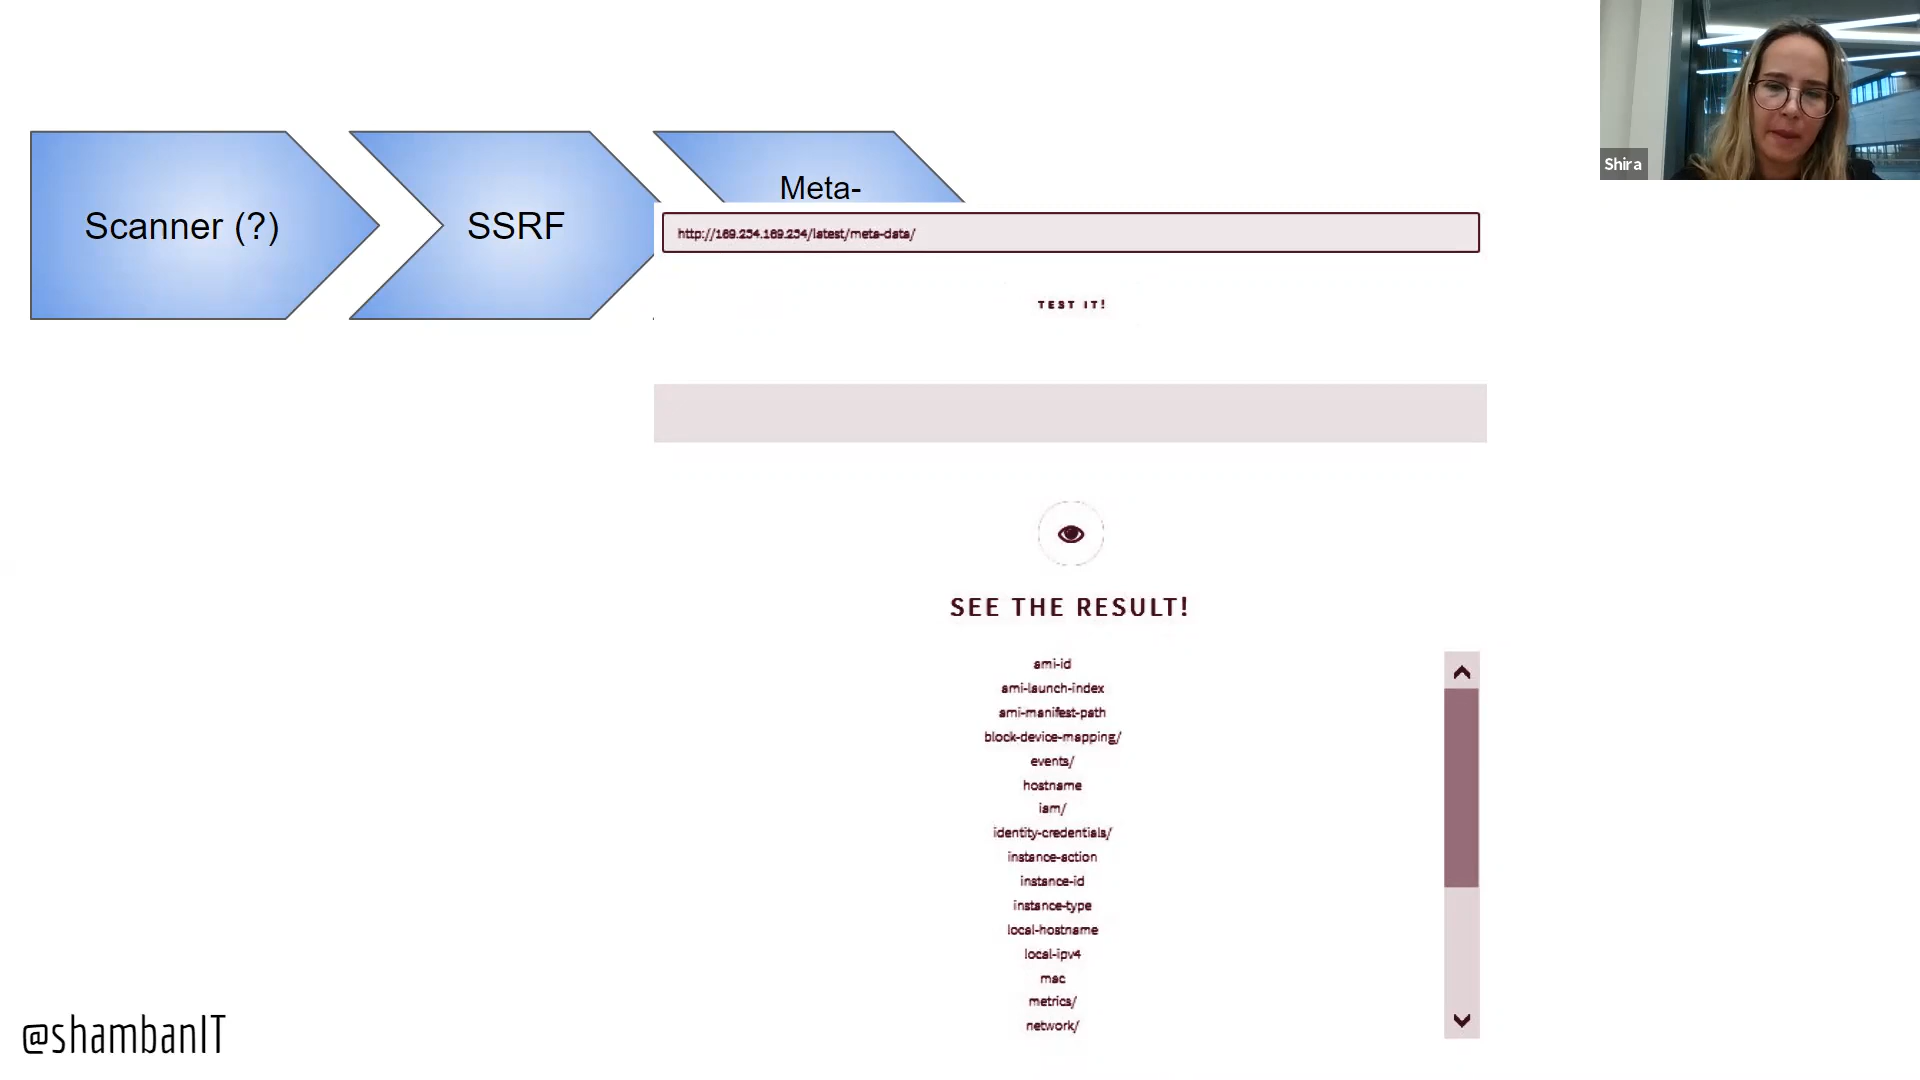 Shira
Scanner (?)
SSRF
Meta-
http://169.254.169.254/latest/meta-data/
TEST IT!
SEE THE RESULT!
ami-id
ami-launch-index
ami-manifest-path
block-device-mapping/
events/
hostname
iam/
identity-credentials/
instance-action
instance-id
instance-type
local-hostname
local-ipv4
mac
metrics/
network/
@shambanIT